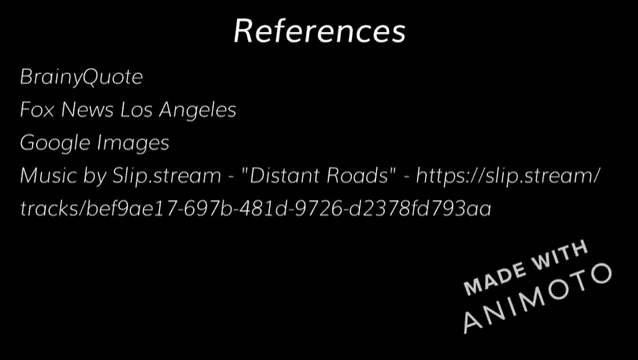 References
BrainyQuote
Fox News Los Angeles
Google Images
Music by Slip.stream - "Distant Roads" - https://slip.stream/
tracks/bef9ae17-697b-481d-9726-d2378fd793aa
MADE WITH
ANIMOTO